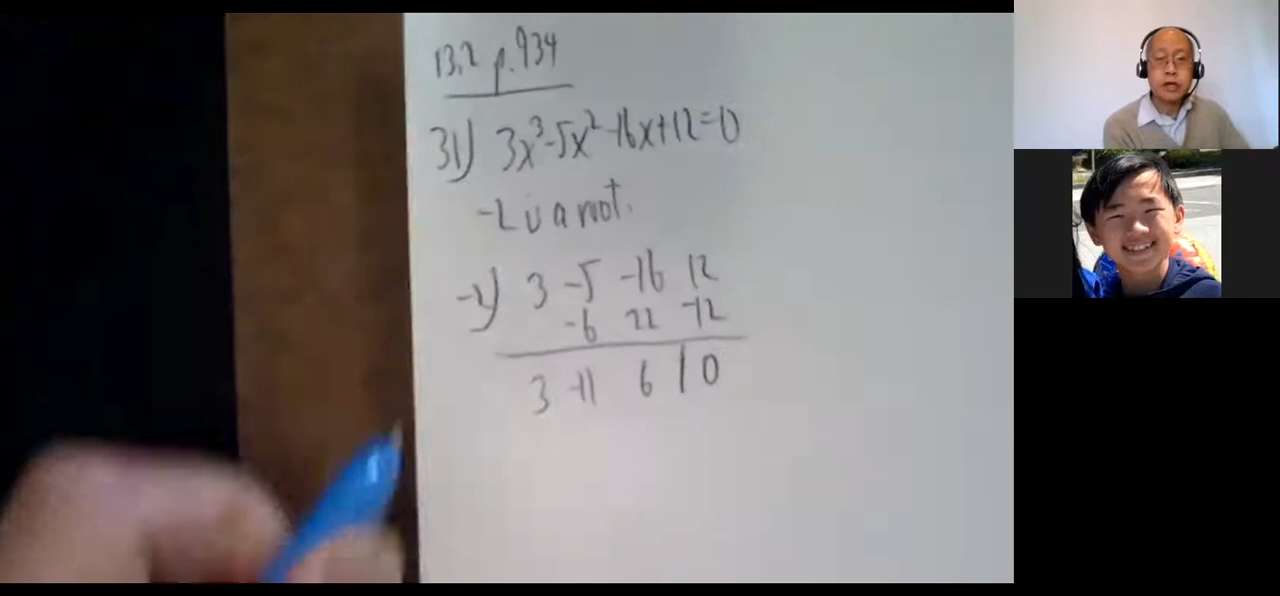 13.2 p.934
31) 3x³-5x²-16x+12=0
-2 is a root.
-2) 3 -5 -16 12
-6 22 -12
3 -11 6 | 0